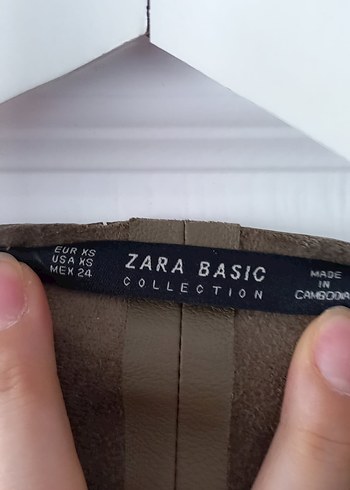 EUR XS
USA XS
MEX 24
ZARA BASIC
COLLECTION
MADE
IN
CAMBODIA